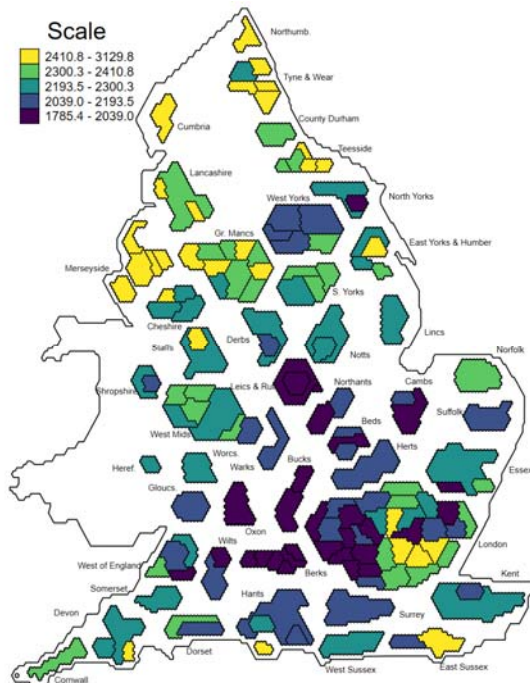 Scale
2410.8 - 3129.8
2300.3 - 2410.8
2193.5 - 2300.3
2039.0 - 2193.5
1785.4 - 2039.0
Northumb.
Tyne & Wear
Cumbria
County Durham
Teesside
Lancashire
West Yorks
North Yorks
Gr. Mancs
East Yorks & Humber
Merseyside
S. Yorks
Cheshire
Staffs
Derbs
Notts
Lincs
Norfolk
Shropshire
Leics & Rut
Northants
Cambs
Suffolk
West Mids
Beds
Worcs.
Warks
Bucks
Herts
Essex
Heref.
Gloucs.
Oxon
Wilts
London
West of England
Berks
Kent
Somerset
Hants
Surrey
Devon
Dorset
West Sussex
East Sussex
Cornwall